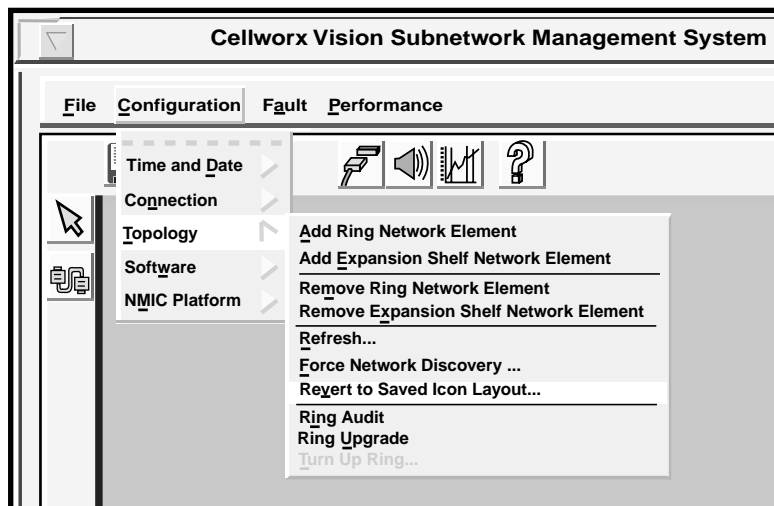 Cellworx Vision Subnetwork Management System
File Configuration Fault Performance
Time and Date
Connection
Topology
Software
NMIC Platform
Add Ring Network Element
Add Expansion Shelf Network Element
Remove Ring Network Element
Remove Expansion Shelf Network Element
Refresh...
Force Network Discovery ...
Revert to Saved Icon Layout...
Ring Audit
Ring Upgrade
Turn Up Ring...